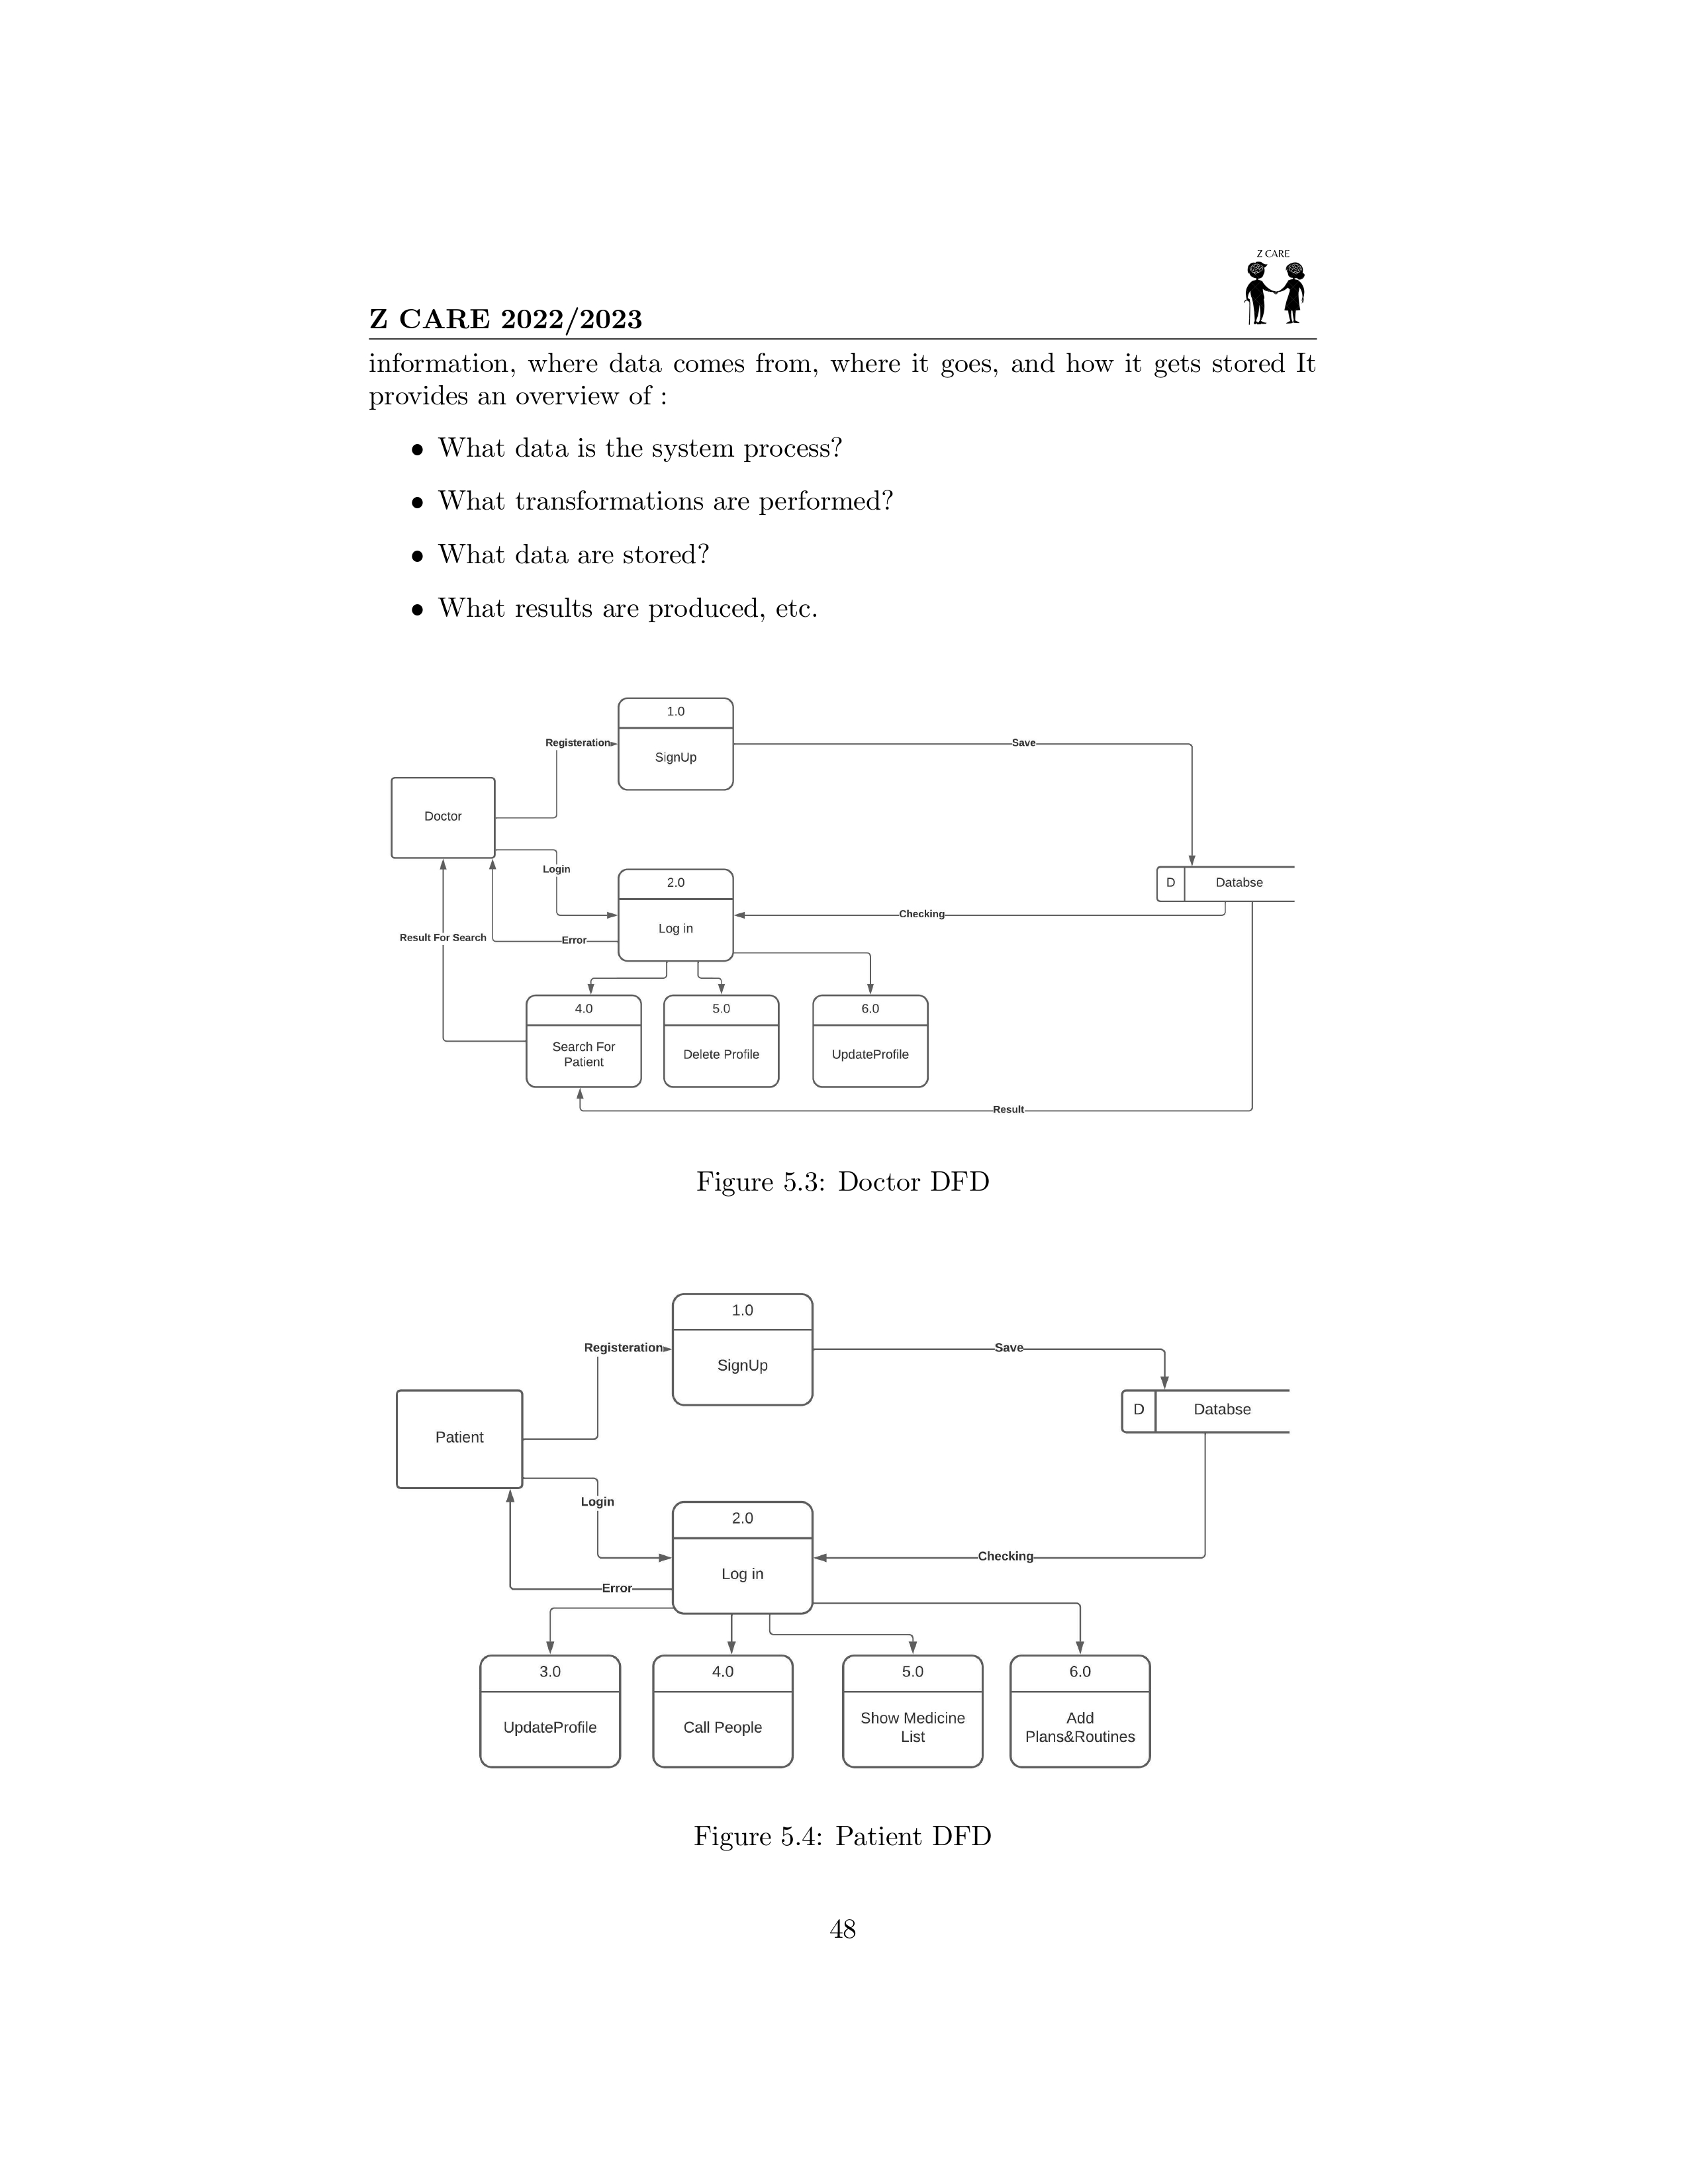 Z CARE
Z CARE 2022/2023
information, where data comes from, where it goes, and how it gets stored It
provides an overview of :
• What data is the system process?
• What transformations are performed?
• What data are stored?
• What results are produced, etc.
1.0
Registeration
SignUp
Save
Doctor
Login
2.0
D
Databse
Log in
Checking
Result For Search
Error
4.0
5.0
6.0
Search For
Patient
Delete Profile
UpdateProfile
Result
Figure 5.3: Doctor DFD
1.0
Registeration
SignUp
Save
D
Databse
Patient
Login
2.0
Log in
Checking
Error
3.0
4.0
5.0
6.0
UpdateProfile
Call People
Show Medicine
List
Add
Plans&Routines
Figure 5.4: Patient DFD
48